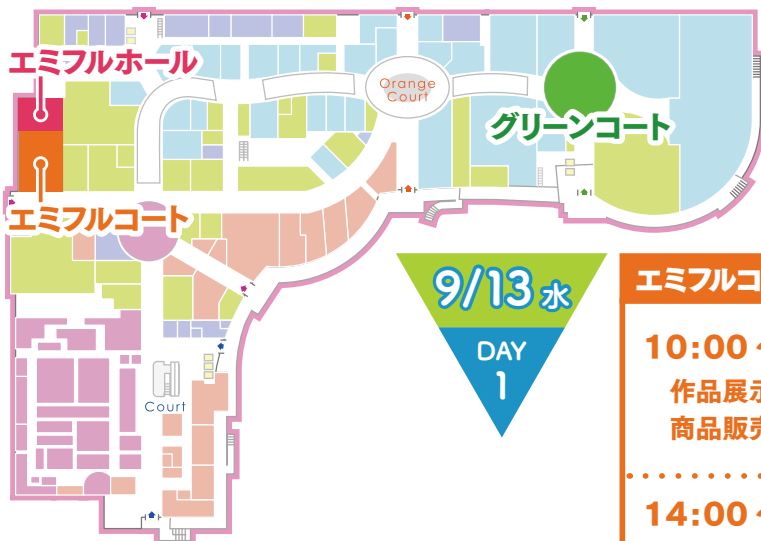 エミフルホール
Orange
Court
グリーンコート
エミフルコート
9/13 水
DAY
1
Court
エミフルコ
10:00
作品展示
商品販売
14:00